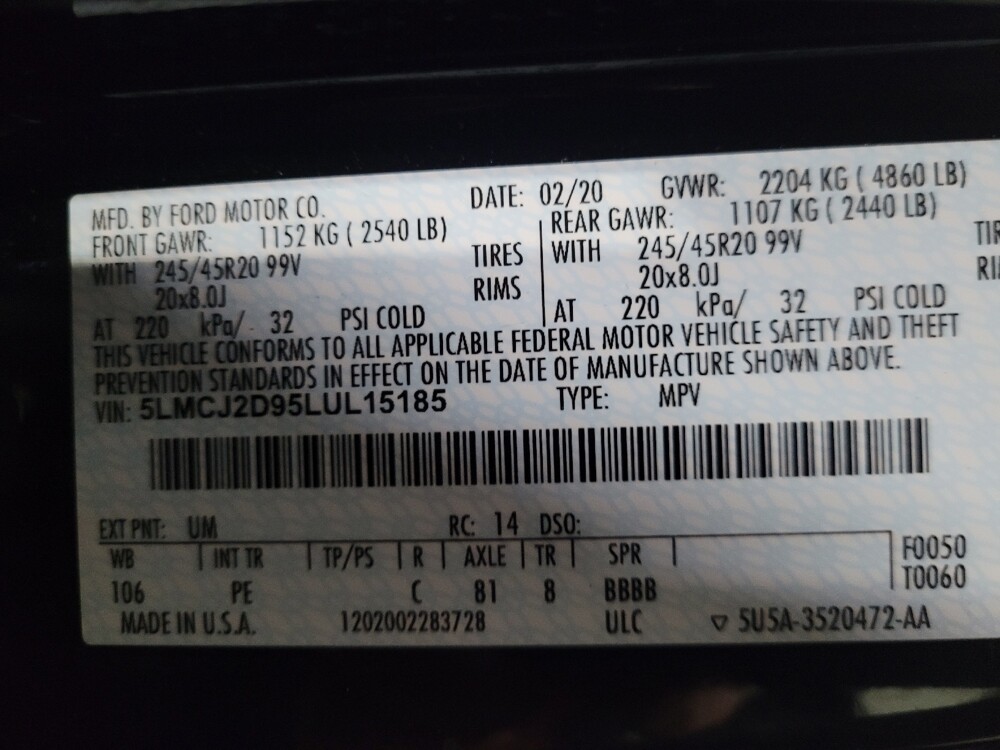 MFD. BY FORD MOTOR CO. DATE: 02/20 GVWR: 2204 KG ( 4860 LB)
FRONT GAWR: 1152 KG ( 2540 LB) REAR GAWR: 1107 KG ( 2440 LB)
WITH 245/45R20 99V TIRES WITH 245/45R20 99V TIR
20x8.0J RIMS 20x8.0J RI
AT 220 kPa/ 32 PSI COLD AT 220 kPa/ 32 PSI COLD
THIS VEHICLE CONFORMS TO ALL APPLICABLE FEDERAL MOTOR VEHICLE SAFETY AND THEFT
PREVENTION STANDARDS IN EFFECT ON THE DATE OF MANUFACTURE SHOWN ABOVE.
VIN: 5LMCJ2D95LUL15185 TYPE: MPV
EXT PNT: UM RC: 14 DSO:
WB INT TR TP/PS R AXLE TR SPR F0050
106 PE C 81 8 BBBB T0060
MADE IN U.S.A. 1202002283728 ULC ▽ 5U5A-3520472-AA